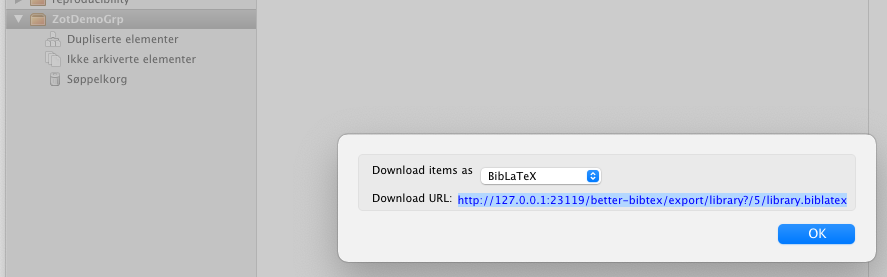 reproducibility
ZotDemoGrp
Dupliserte elementer
Ikke arkiverte elementer
Søppelkorg
Download items as BibLaTeX
Download URL: http://127.0.0.1:23119/better-bibtex/export/library?/5/library.biblatex
OK